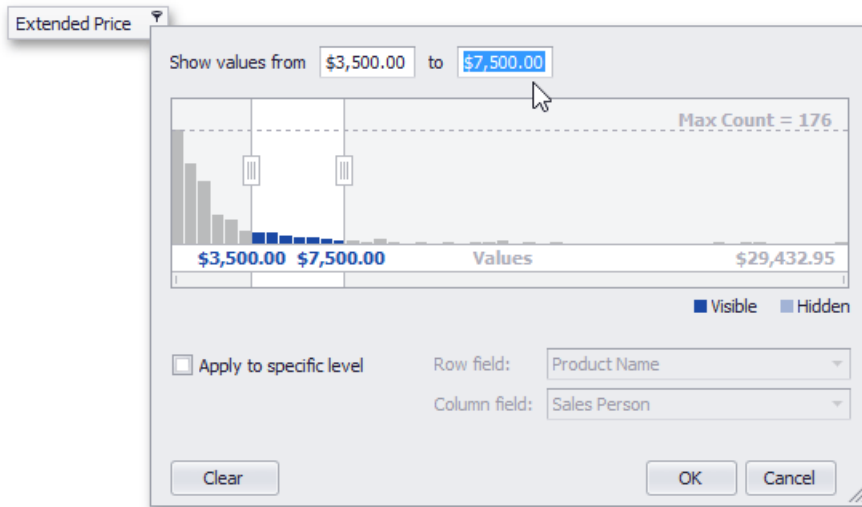 Extended Price
Show values from $3,500.00 to $7,500.00
Max Count = 176
$3,500.00 $7,500.00 Values $29,432.95
Visible Hidden
Apply to specific level Row field: Product Name
Column field: Sales Person
Clear OK Cancel